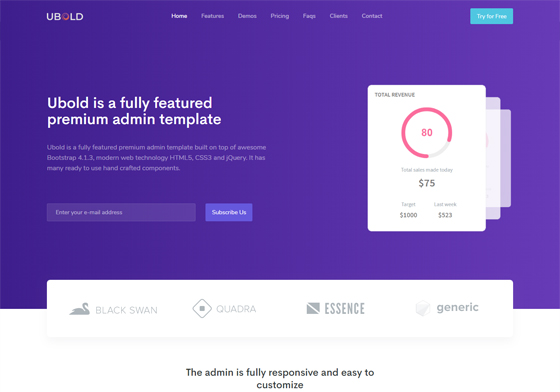 UBOLD
Home Features Demos Pricing Faqs Clients Contact
Try for Free
Ubold is a fully featured
premium admin template
Ubold is a fully featured premium admin template built on top of awesome
Bootstrap 4.1.3, modern web technology HTML5, CSS3 and jQuery. It has
many ready to use hand crafted components.
Enter your e-mail address
Subscribe Us
TOTAL REVENUE
80
Total sales made today
$75
Target Last week
$1000 $523
BLACK SWAN QUADRA ESSENCE generic
The admin is fully responsive and easy to
customize